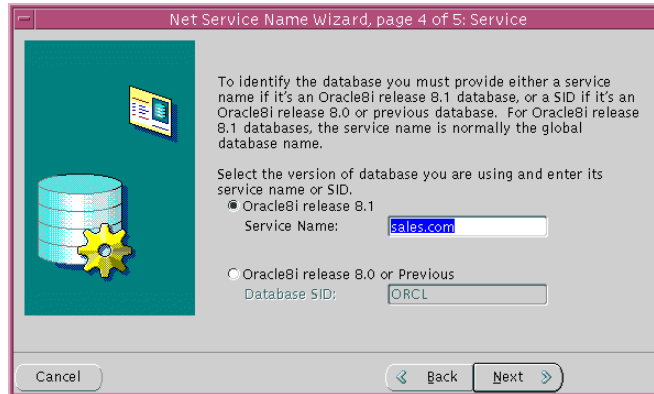 Net Service Name Wizard, page 4 of 5: Service
To identify the database you must provide either a service
name if it's an Oracle8i release 8.1 database, or a SID if it's an
Oracle8i release 8.0 or previous database. For Oracle8i release
8.1 databases, the service name is normally the global
database name.
Select the version of database you are using and enter its
service name or SID.
Oracle8i release 8.1
Service Name: sales.com
Oracle8i release 8.0 or Previous
Database SID: ORCL
Cancel Back Next